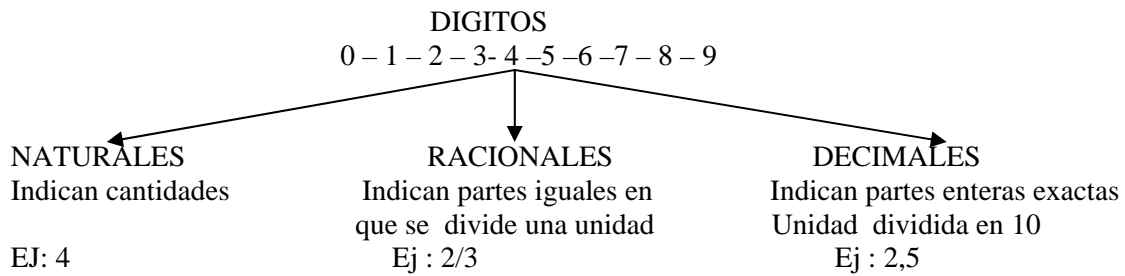 DIGITOS
0 – 1 – 2 – 3- 4 –5 –6 –7 – 8 – 9
NATURALES RACIONALES DECIMALES
Indican cantidades Indican partes iguales en Indican partes enteras exactas
que se divide una unidad Unidad dividida en 10
EJ: 4 Ej : 2/3 Ej : 2,5